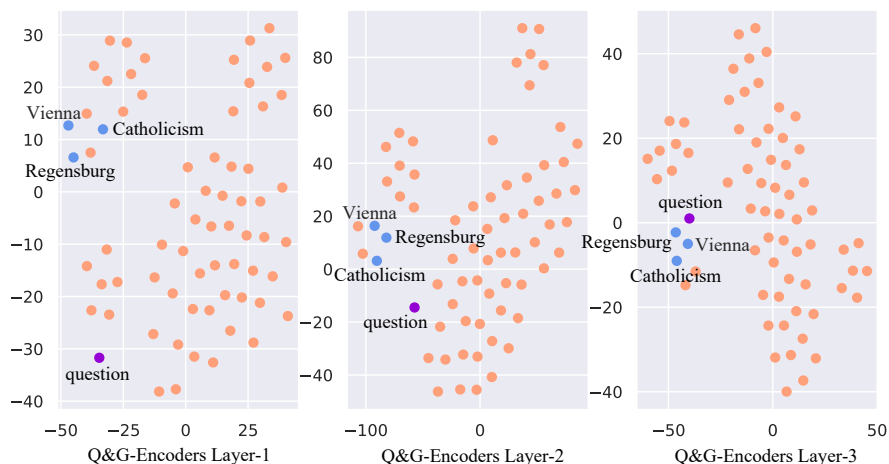 30
20
10
0
−10
−20
−30
−40
−50
−25
0
25
Vienna
Catholicism
Regensburg
question
Q&G-Encoders Layer-1
80
60
40
20
0
−20
−40
−100
0
Vienna
Regensburg
Catholicism
question
Q&G-Encoders Layer-2
40
20
0
−20
−40
−50
0
50
question
Regensburg
Vienna
Catholicism
Q&G-Encoders Layer-3